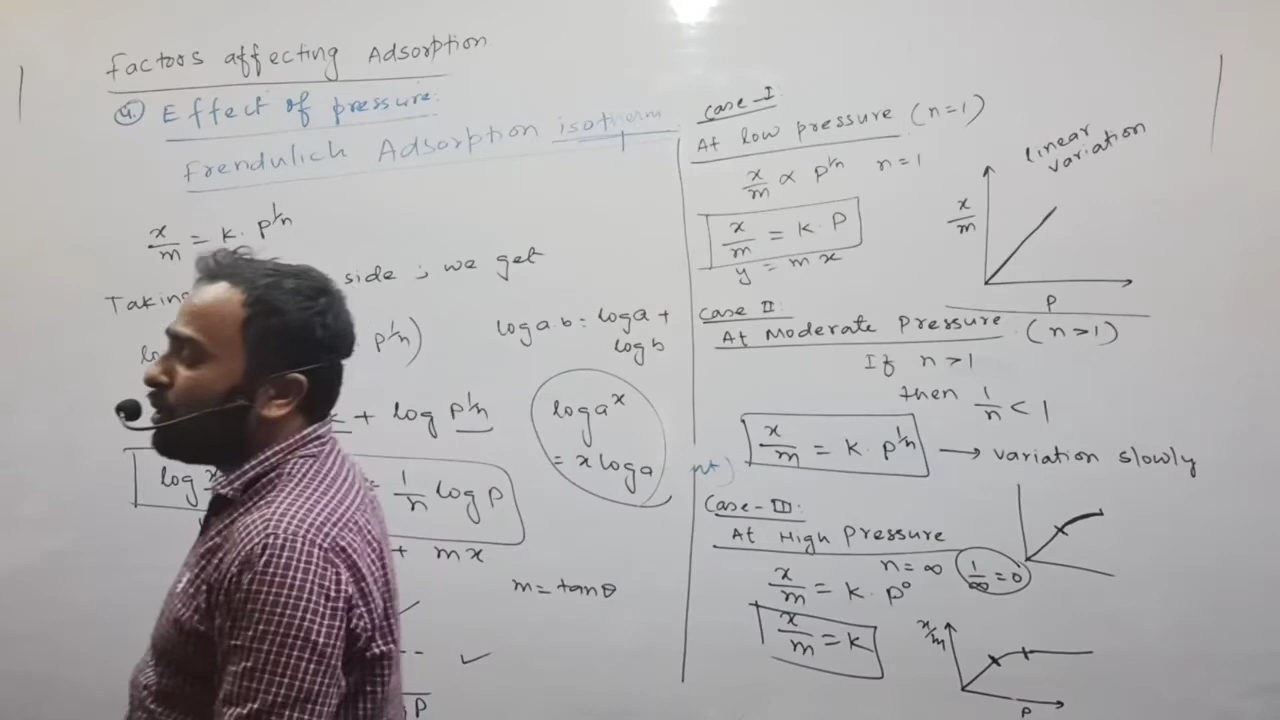 Factors affecting Adsorption
4. Effect of pressure:
Frendulich Adsorption isotherm
x/m = k. p^1/n
Taking side ; we get
p^1/n)
log a.b = log a +
log b
+ log p^1/n
log a^x
= x log a
log 1/n log p
+ mx
m = tanθ
P
Case-I:
At low pressure (n=1)
x/m ∝ p^1/n n=1
x/m = k. P
y = mx
linear
variation
x/m
P
Case II:
At Moderate Pressure. (n>1)
If n>1
then 1/n < 1
x/m = k. p^1/n → variation slowly
Case-III:
At High Pressure
n = ∞ 1/∞ = 0
x/m = k. p^0
x/m = k
x/m
P